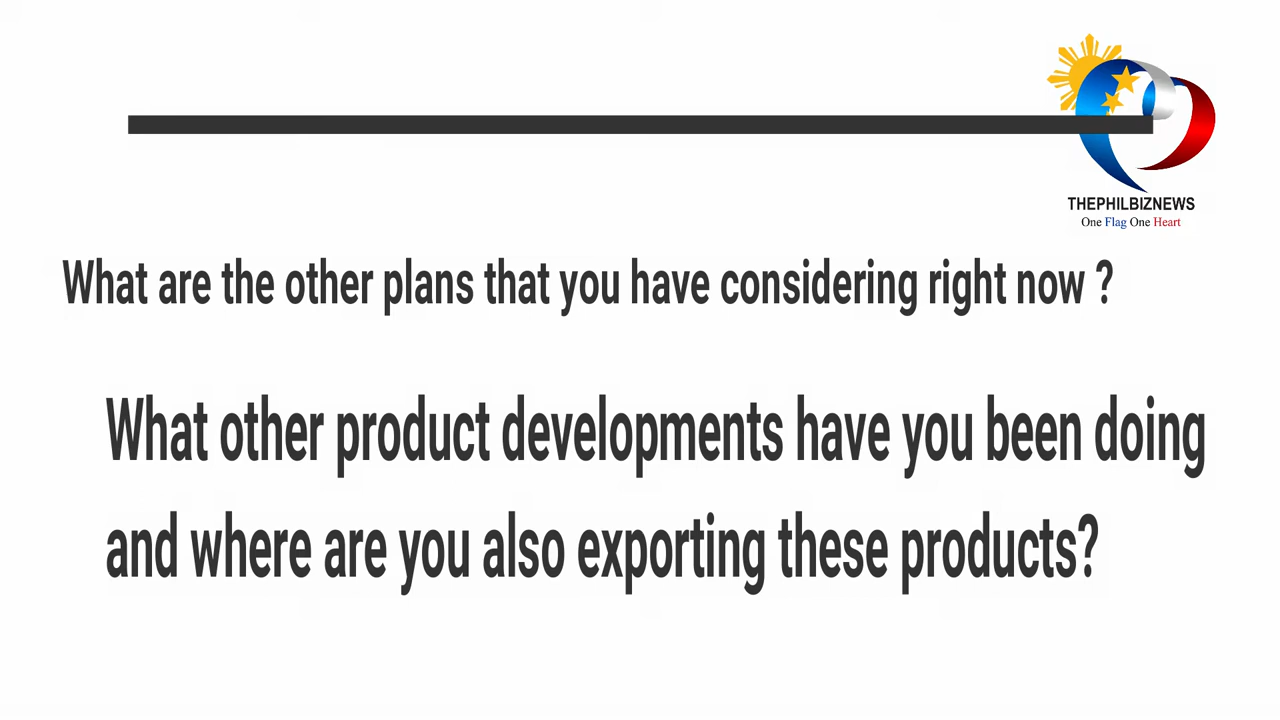 THEPHILBIZNEWS
One Flag One Heart
What are the other plans that you have considering right now ?
What other product developments have you been doing
and where are you also exporting these products?